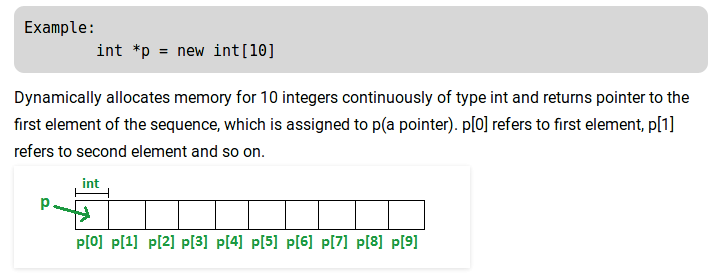 Example:
int *p = new int[10]
Dynamically allocates memory for 10 integers continuously of type int and returns pointer to the
first element of the sequence, which is assigned to p(a pointer). p[0] refers to first element, p[1]
refers to second element and so on.
int
p
p[0] p[1] p[2] p[3] p[4] p[5] p[6] p[7] p[8] p[9]